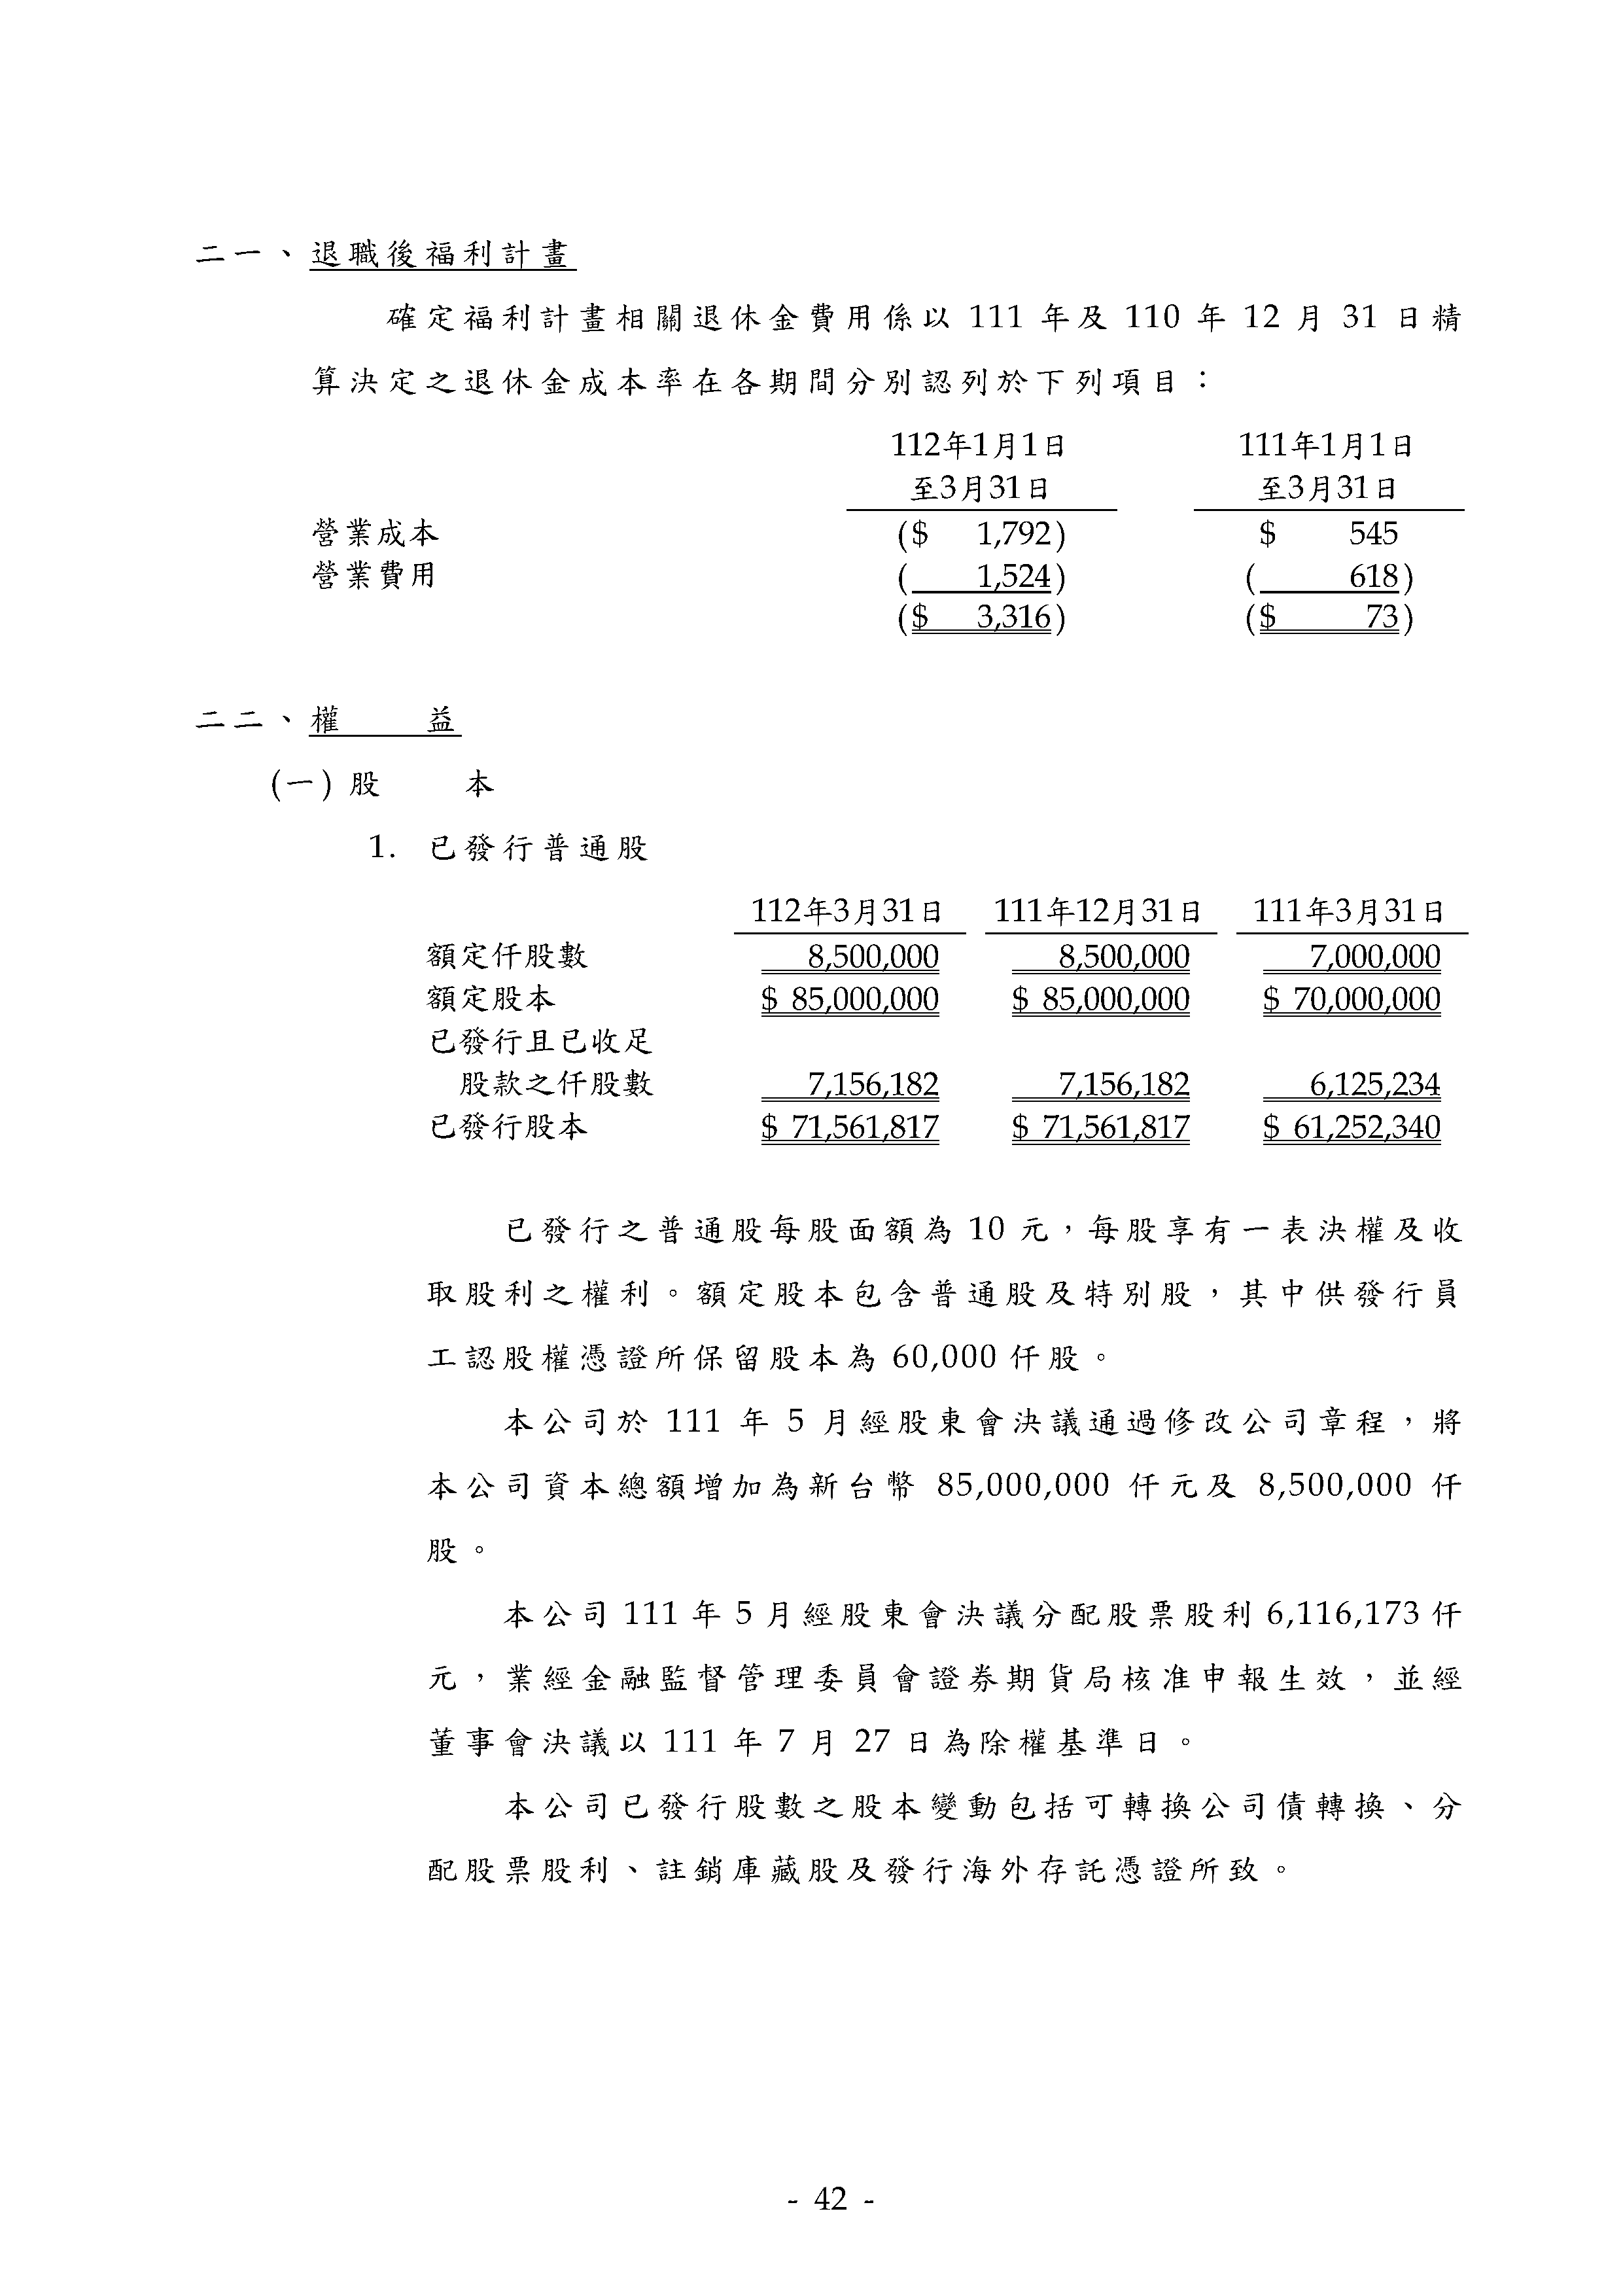 二一、退職後福利計畫
確定福利計畫相關退休金費用係以 111 年及 110 年 12 月 31 日精
算決定之退休金成本率在各期間分別認列於下列項目：
112年1月1日 111年1月1日
至3月31日 至3月31日
營業成本 ($ 1,792) $ 545
營業費用 ( 1,524) ( 618)
($ 3,316) ($ 73)
二二、權 益
(一) 股 本
1. 已發行普通股
112年3月31日 111年12月31日 111年3月31日
額定仟股數 8,500,000 8,500,000 7,000,000
額定股本 $ 85,000,000 $ 85,000,000 $ 70,000,000
已發行且已收足
股款之仟股數 7,156,182 7,156,182 6,125,234
已發行股本 $ 71,561,817 $ 71,561,817 $ 61,252,340
已發行之普通股每股面額為 10 元，每股享有一表決權及收
取股利之權利。額定股本包含普通股及特別股，其中供發行員
工認股權憑證所保留股本為 60,000 仟股。
本公司於 111 年 5 月經股東會決議通過修改公司章程，將
本公司資本總額增加為新台幣 85,000,000 仟元及 8,500,000 仟
股。
本公司 111 年 5 月經股東會決議分配股票股利 6,116,173 仟
元，業經金融監督管理委員會證券期貨局核准申報生效，並經
董事會決議以 111 年 7 月 27 日為除權基準日。
本公司已發行股數之股本變動包括可轉換公司債轉換、分
配股票股利、註銷庫藏股及發行海外存託憑證所致。
- 42 -